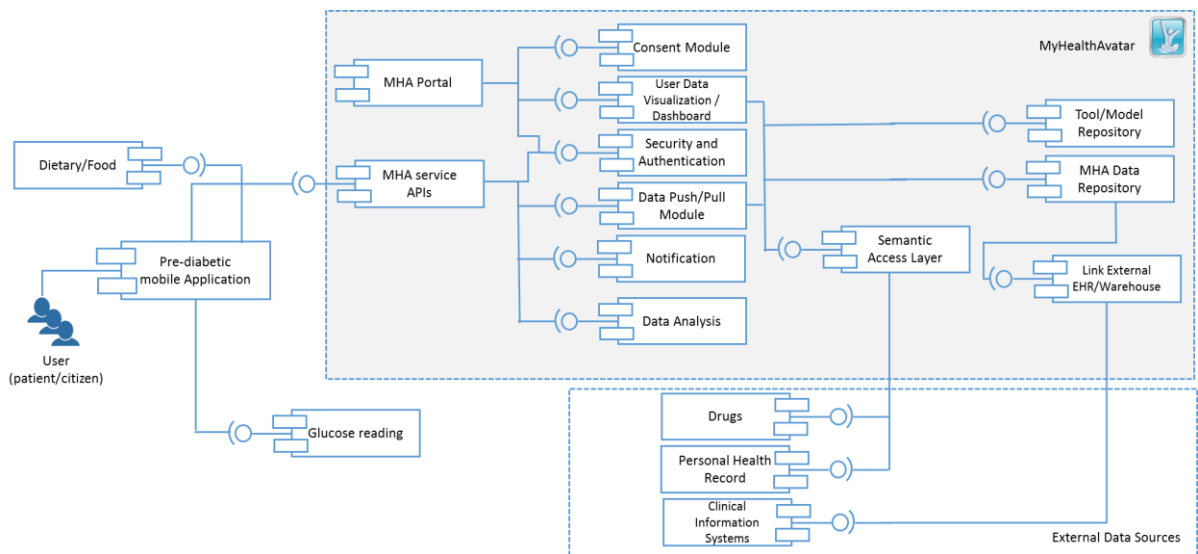 Consent Module
MyHealthAvatar
MHA Portal
User Data
Visualization /
Dashboard
Tool/Model
Repository
Dietary/Food
Security and
Authentication
MHA service
APIs
MHA Data
Repository
Data Push/Pull
Module
Pre-diabetic
mobile Application
Semantic
Access Layer
Notification
Link External
EHR/Warehouse
Data Analysis
User
(patient/citizen)
Drugs
Glucose reading
Personal Health
Record
Clinical
Information
Systems
External Data Sources